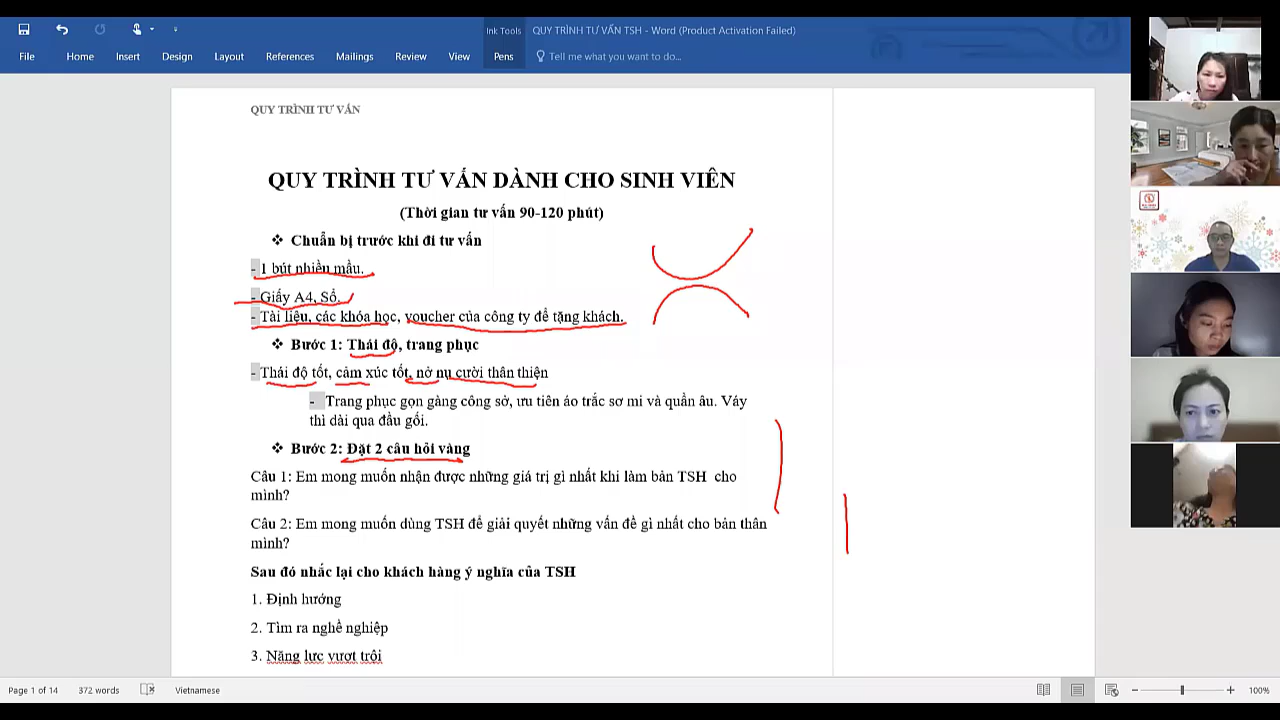 Ink Tools
QUY TRÌNH TƯ VẤN TSH - Word (Product Activation Failed)
File Home Insert Design Layout References Mailings Review View Pens Tell me what you want to do...
QUY TRÌNH TƯ VẤN
QUY TRÌNH TƯ VẤN DÀNH CHO SINH VIÊN
(Thời gian tư vấn 90-120 phút)
❖ Chuẩn bị trước khi đi tư vấn
- 1 bút nhiều mầu.
- Giấy A4, Sổ.
- Tài liệu, các khóa học, voucher của công ty để tặng khách.
❖ Bước 1: Thái độ, trang phục
- Thái độ tốt, cảm xúc tốt, nở nụ cười thân thiện
- Trang phục gọn gàng công sở, ưu tiên áo trắc sơ mi và quần âu. Váy
thì dài qua đầu gối.
❖ Bước 2: Đặt 2 câu hỏi vàng
Câu 1: Em mong muốn nhận được những giá trị gì nhất khi làm bản TSH cho
mình?
Câu 2: Em mong muốn dùng TSH để giải quyết những vấn đề gì nhất cho bản thân
mình?
Sau đó nhắc lại cho khách hàng ý nghĩa của TSH
1. Định hướng
2. Tìm ra nghề nghiệp
3. Năng lực vượt trội
Page 1 of 14 372 words Vietnamese 100%